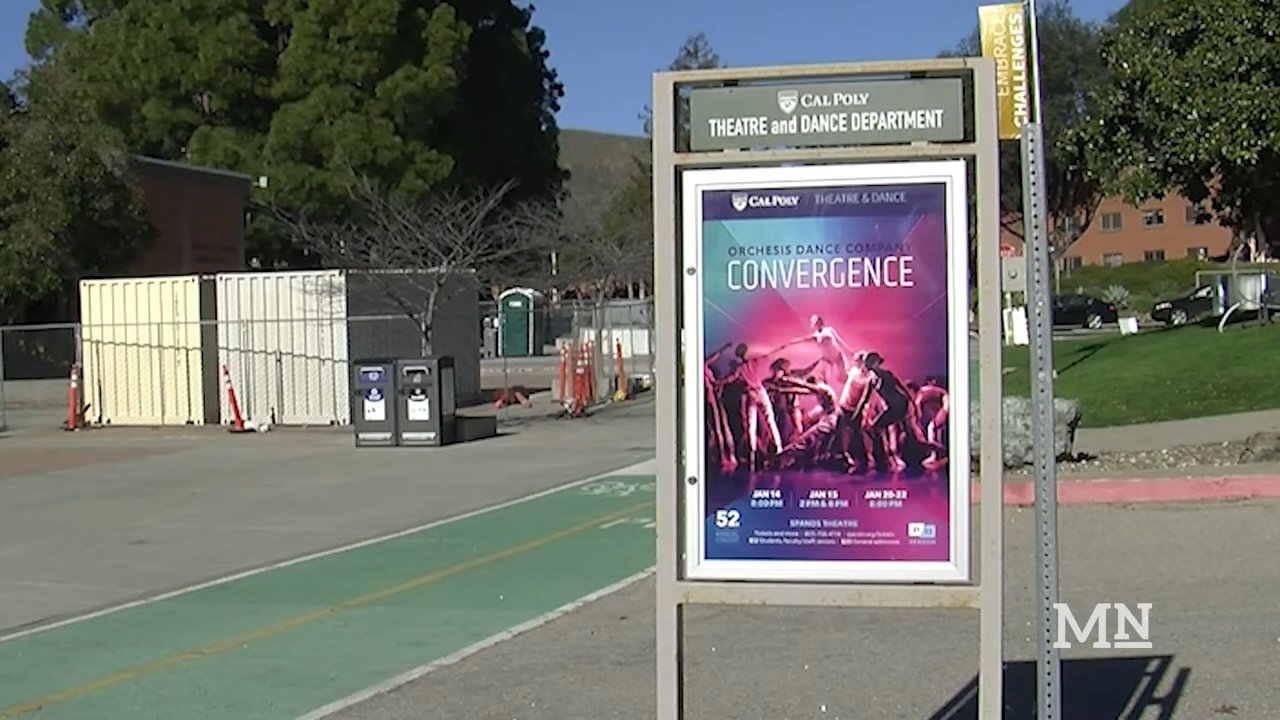 EMBRACE
CHALLENGES
CAL POLY
THEATRE and DANCE DEPARTMENT
CAL POLY THEATRE & DANCE
ORCHESIS DANCE COMPANY
CONVERGENCE
JAN 14 JAN 15 JAN 20-22
8:00 PM 2 PM & 8 PM 8:00 PM
52
SPANOS THEATRE
MN